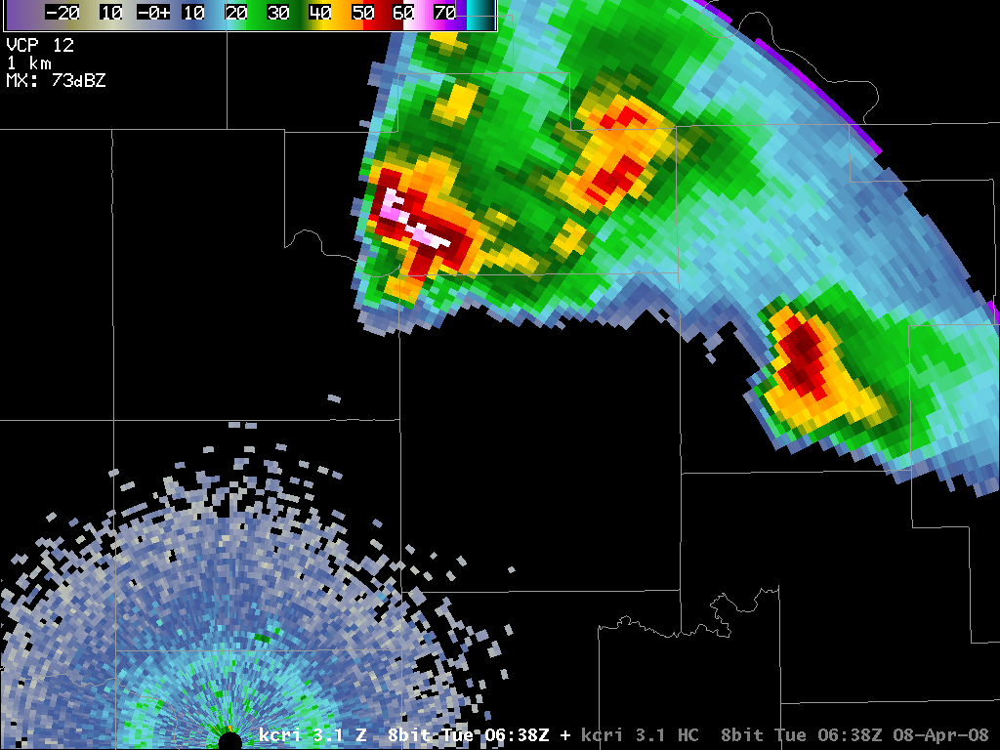 -20 10 -0+ 10 20 30 40 50 60 70
VCP 12
1 km
MX: 73dBZ
kcri 3.1 Z 8bit Tue 06:38Z + kcri 3.1 HC 8bit Tue 06:38Z 08-Apr-08